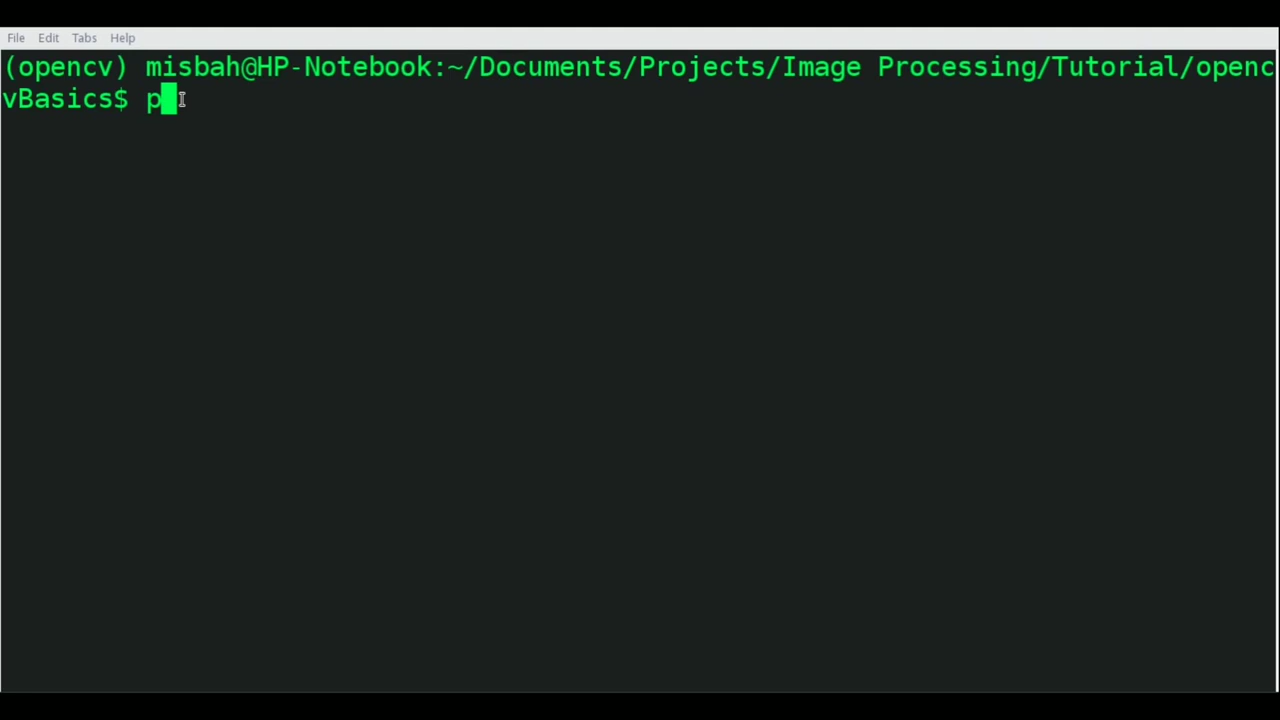 File Edit Tabs Help
(opencv) misbah@HP-Notebook:~/Documents/Projects/Image Processing/Tutorial/openc
vBasics$ p